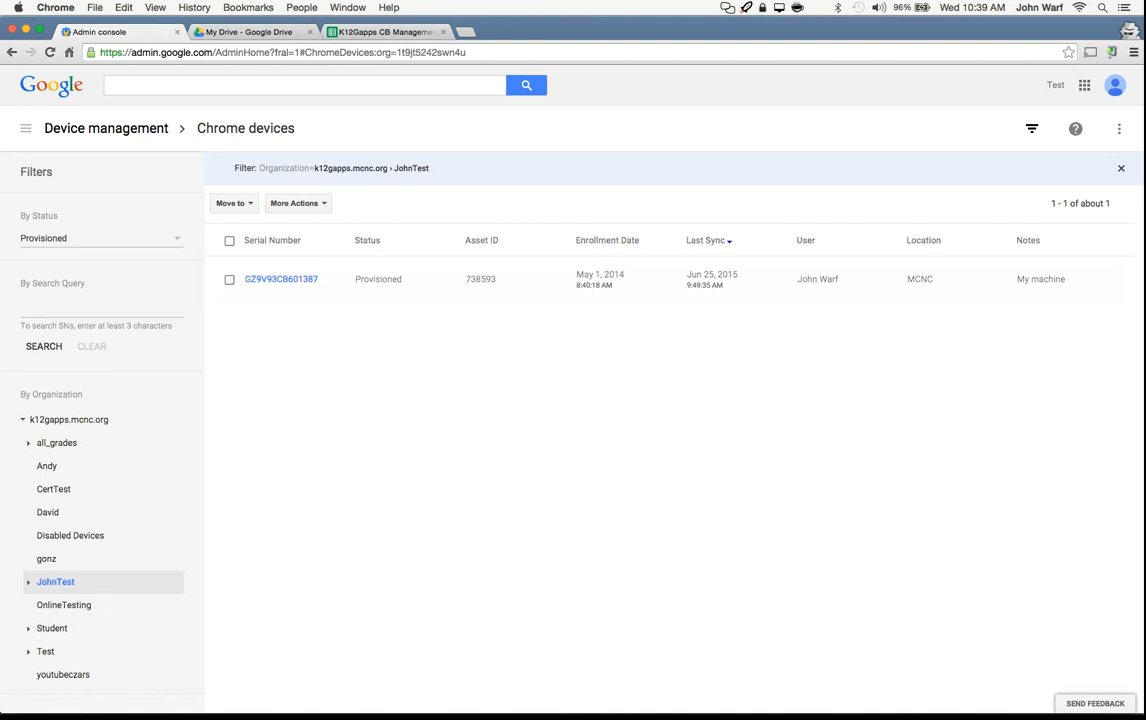 Chrome File Edit View History Bookmarks People Window Help 96% Wed 10:39 AM John Warf
Admin console My Drive - Google Drive K12Gapps CB Manageme
https://admin.google.com/AdminHome?fral=1#ChromeDevices:org=1t9jt5242swn4u
Google Test
Device management Chrome devices
Filters
Filter: Organization=k12gapps.mcnc.org › JohnTest
Move to More Actions 1 - 1 of about 1
By Status
Provisioned
Serial Number Status Asset ID Enrollment Date Last Sync User Location Notes
GZ9V93CB601387 Provisioned 738593 May 1, 2014 Jun 25, 2015 John Warf MCNC My machine
8:40:18 AM 9:49:35 AM
By Search Query
To search SNs, enter at least 3 characters
SEARCH CLEAR
By Organization
k12gapps.mcnc.org
all_grades
Andy
CertTest
David
Disabled Devices
gonz
JohnTest
OnlineTesting
Student
Test
youtubeczars
SEND FEEDBACK